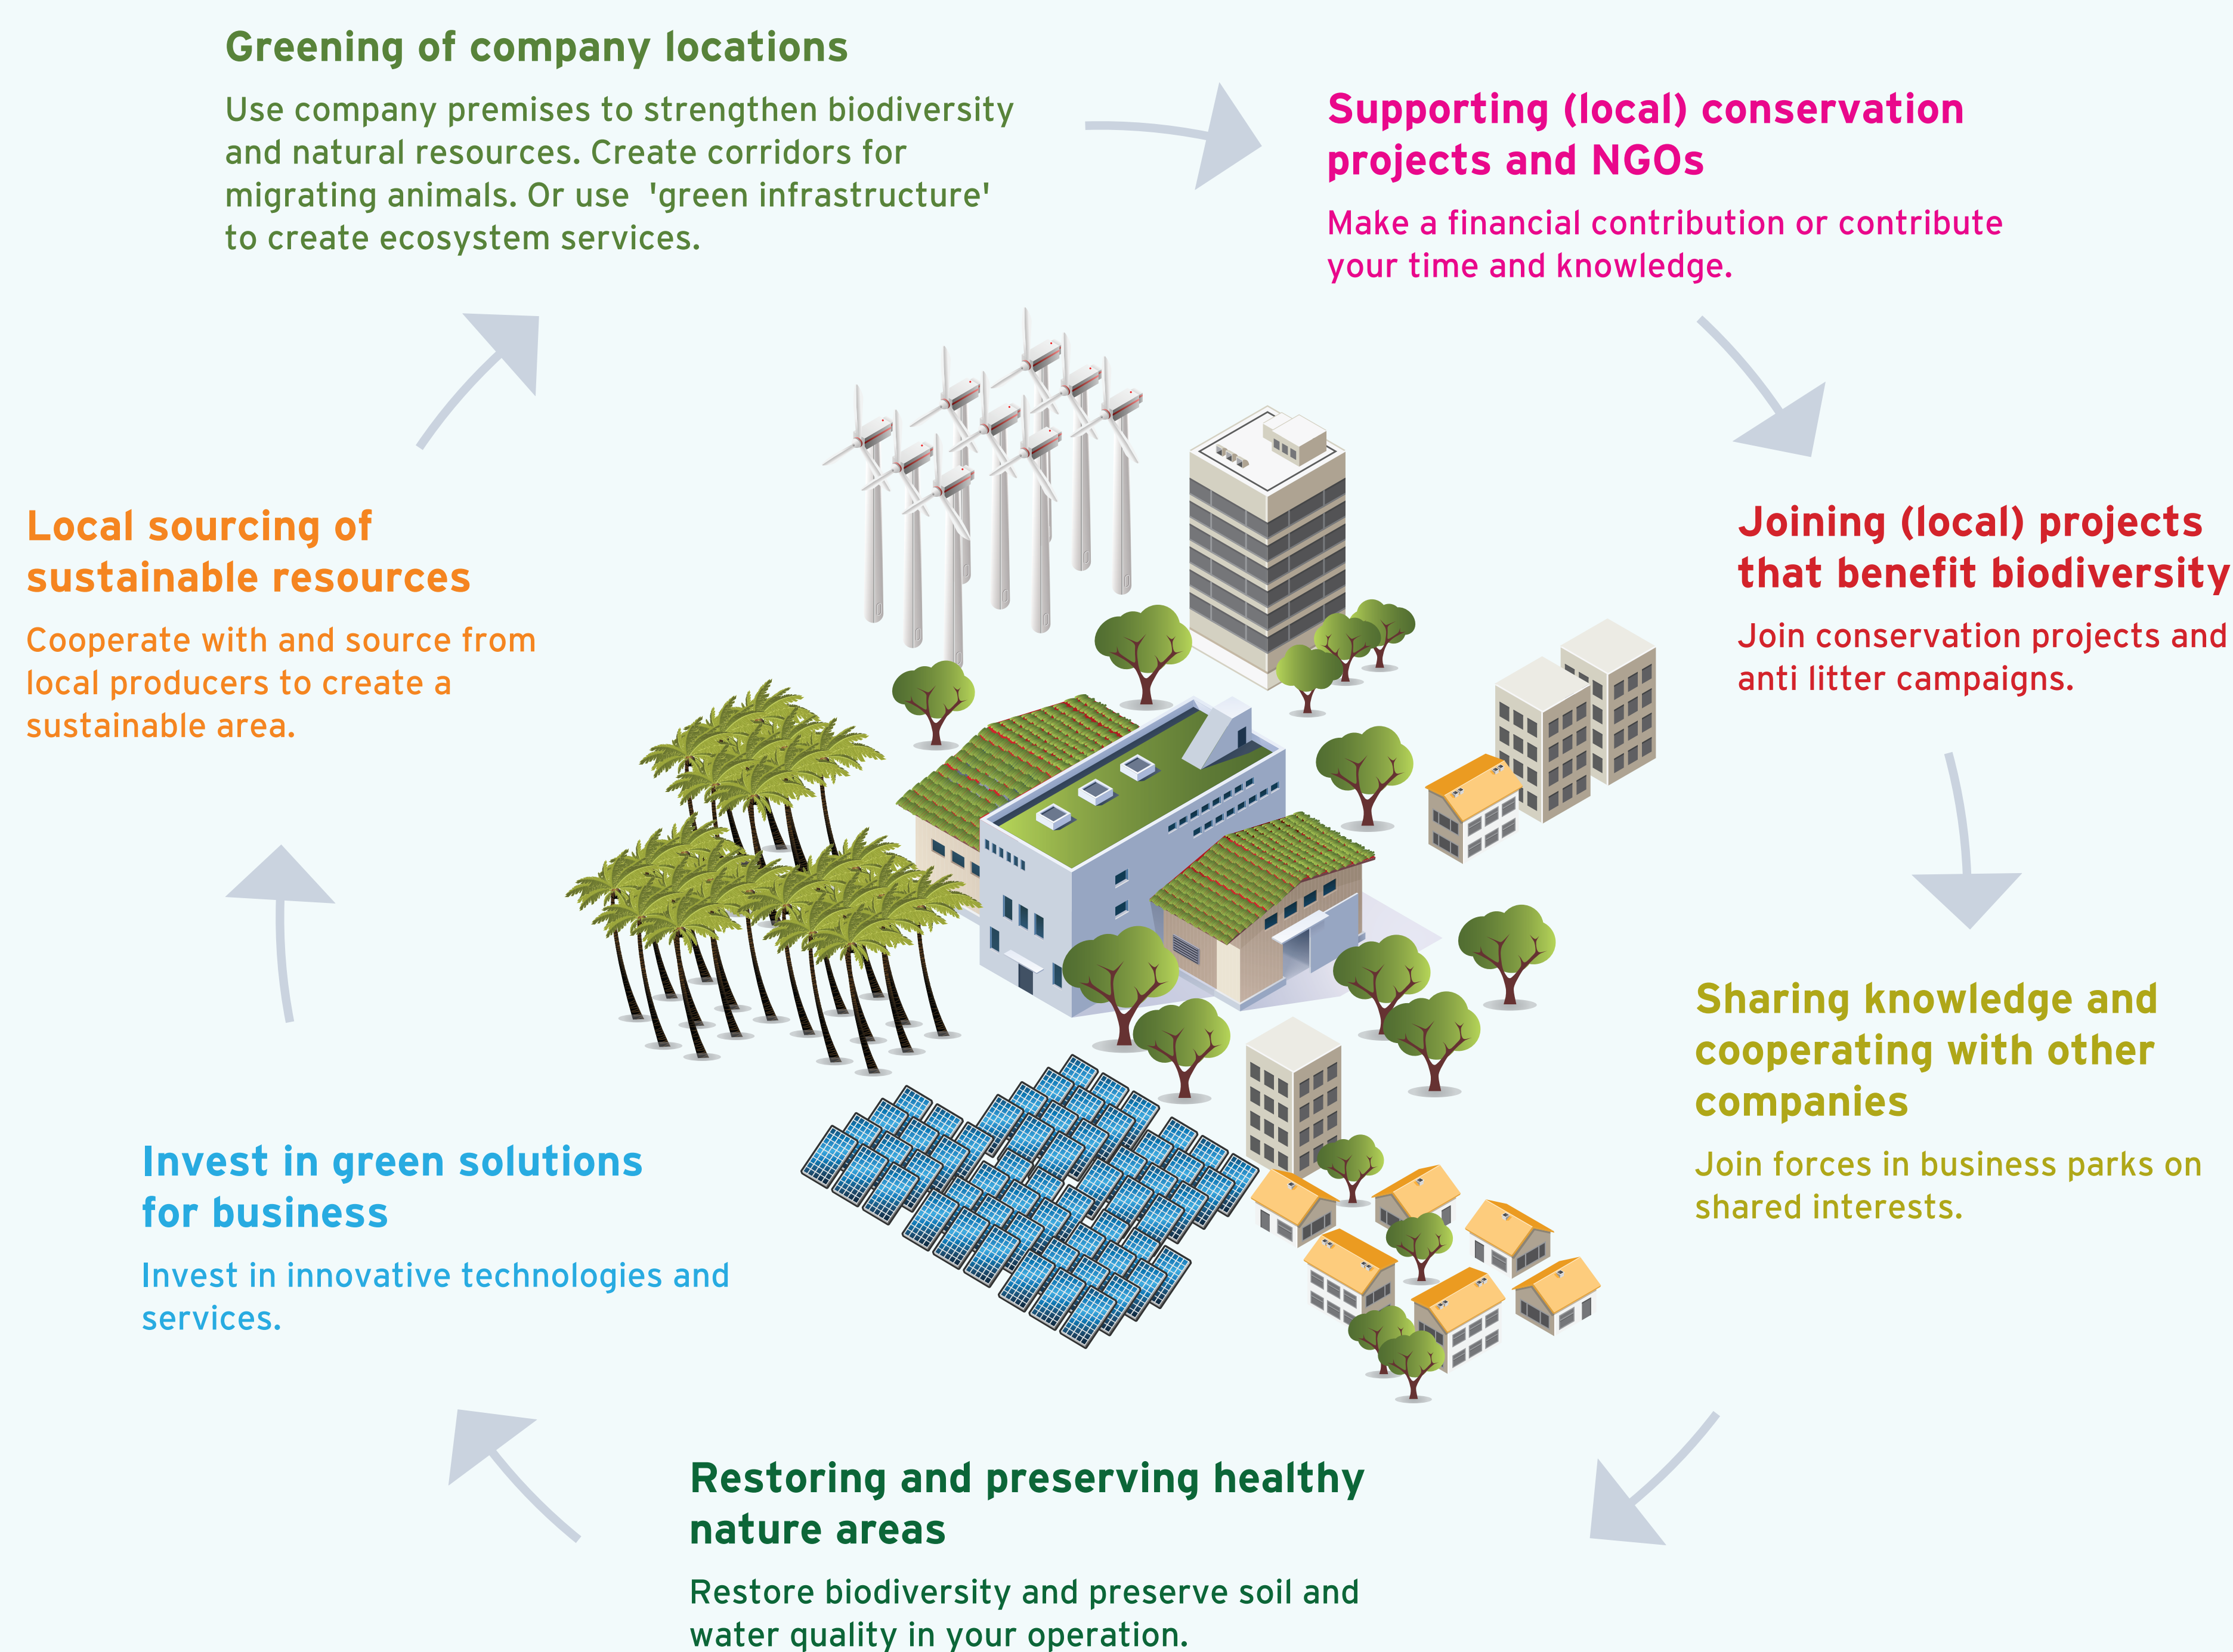 Greening of company locations
Use company premises to strengthen biodiversity
and natural resources. Create corridors for
migrating animals. Or use  'green infrastructure'
to create ecosystem services.
Supporting (local) conservation
projects and NGOs
Make a financial contribution or contribute
your time and knowledge.
Joining (local) projects
that benefit biodiversity
Join conservation projects and
anti litter campaigns.
Sharing knowledge and
cooperating with other
companies
Join forces in business parks on
shared interests.
Restoring and preserving healthy
nature areas
Restore biodiversity and preserve soil and
water quality in your operation.
Invest in green solutions
for business
Invest in innovative technologies and
services.
Local sourcing of
sustainable resources
Cooperate with and source from
local producers to create a
sustainable area.